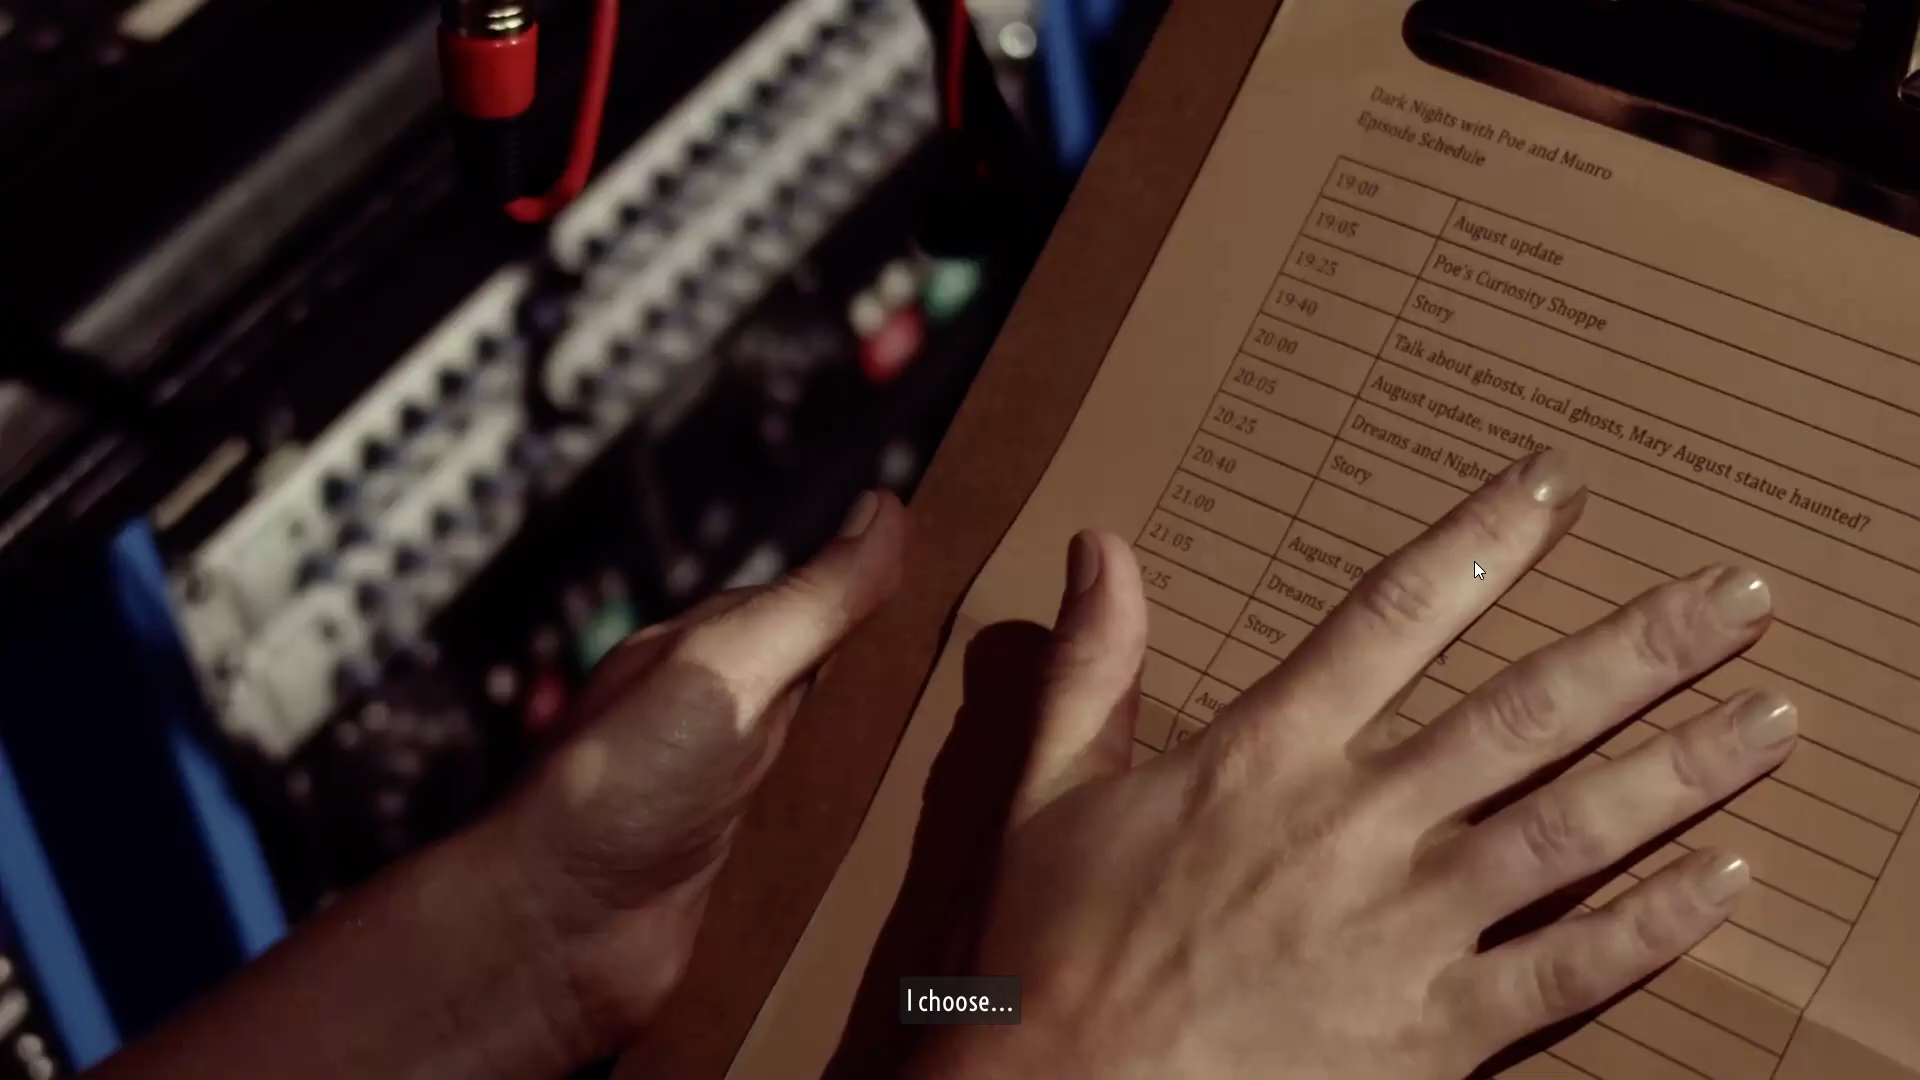 Dark Nights with Poe and Munro
Episode Schedule
19:00 August update
19:05 Poe's Curiosity Shoppe
19:25 Story
19:40 Talk about ghosts, local ghosts, Mary August statue haunted?
20:00 August update, weather
20:05 Dreams and
20:25 Story
20:40
21:00 August up
21:05 Dreams
:25 Story
Aug
I choose...